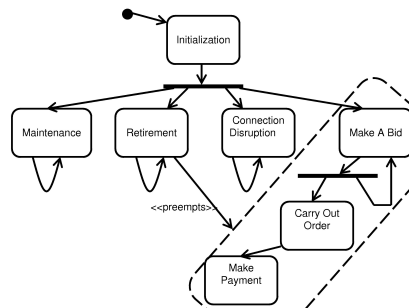 Initialization
Maintenance
Retirement
Connection
Disruption
Make A Bid
<<preempts>>
Carry Out
Order
Make
Payment